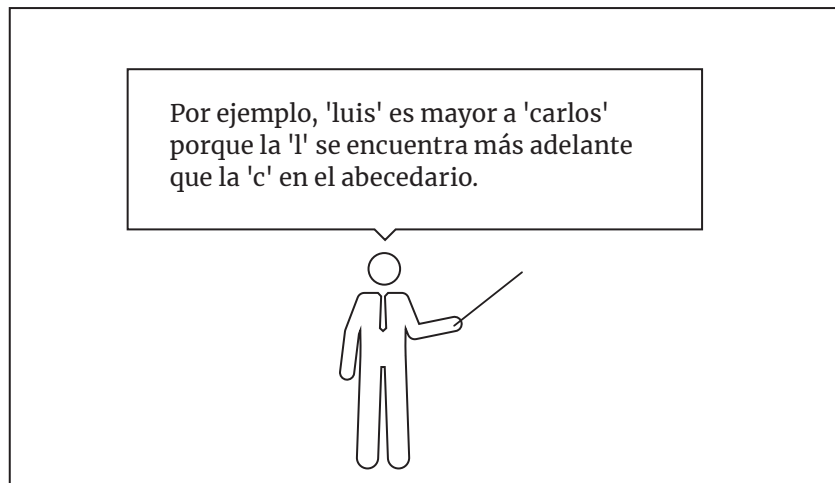 Por ejemplo, 'luis' es mayor a 'carlos'
porque la 'l' se encuentra más adelante
que la 'c' en el abecedario.